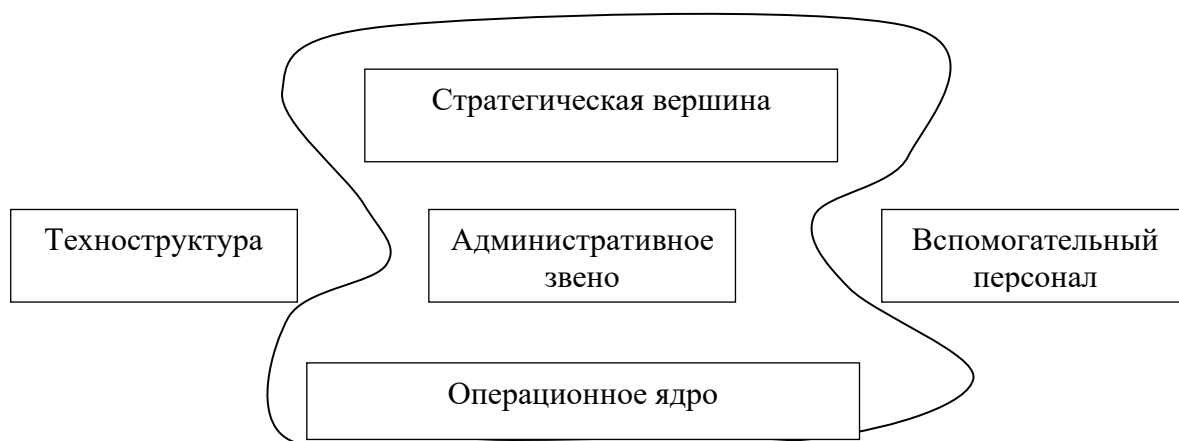 Стратегическая вершина
Техноструктура
Административное
звено
Вспомогательный
персонал
Операционное ядро